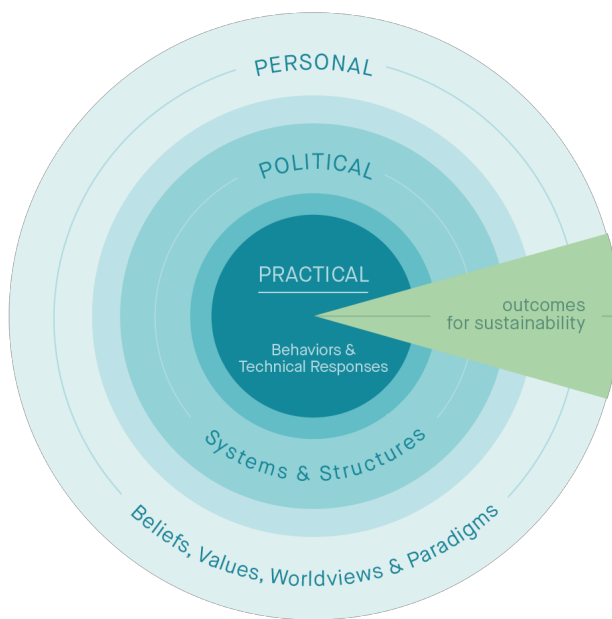 PERSONAL
POLITICAL
PRACTICAL
Behaviors &
Technical Responses
outcomes
for sustainability
Systems & Structures
Beliefs, Values, Worldviews & Paradigms